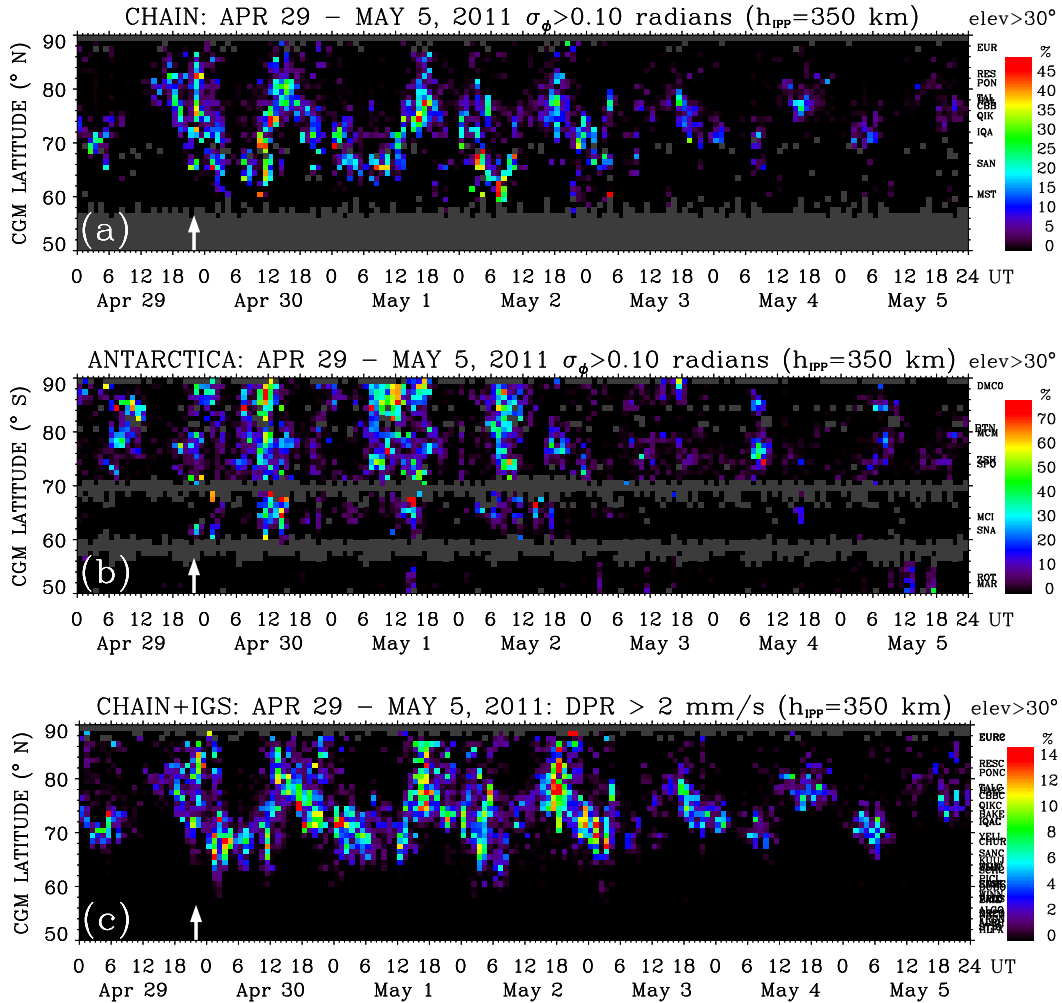 CHAIN: APR 29 – MAY 5, 2011 σϕ>0.10 radians (hIPP=350 km) elev>30°
CGM LATITUDE (° N)
90
80
70
60
50
EUR
RES
PON
TAL
CBB
QIK
IQA
SAN
MST
%
45
40
35
30
25
20
15
10
5
0
(a)
0 6 12 18 0 6 12 18 0 6 12 18 0 6 12 18 0 6 12 18 0 6 12 18 0 6 12 18 24 UT
Apr 29 Apr 30 May 1 May 2 May 3 May 4 May 5
ANTARCTICA: APR 29 – MAY 5, 2011 σϕ>0.10 radians (hIPP=350 km) elev>30°
CGM LATITUDE (° S)
90
80
70
60
50
DMC0
BTN
MCM
ZSH
SPO
MCI
SNA
ROT
MAR
%
70
60
50
40
30
20
10
0
(b)
0 6 12 18 0 6 12 18 0 6 12 18 0 6 12 18 0 6 12 18 0 6 12 18 0 6 12 18 24 UT
Apr 29 Apr 30 May 1 May 2 May 3 May 4 May 5
CHAIN+IGS: APR 29 – MAY 5, 2011: DPR > 2 mm/s (hIPP=350 km) elev>30°
CGM LATITUDE (° N)
90
80
70
60
50
RESC
PONC
TALC
CBBC
QIKC
HAKE
IQAC
YELL
CHUR
SANC
%
14
12
10
8
6
4
2
0
(c)
0 6 12 18 0 6 12 18 0 6 12 18 0 6 12 18 0 6 12 18 0 6 12 18 0 6 12 18 24 UT
Apr 29 Apr 30 May 1 May 2 May 3 May 4 May 5